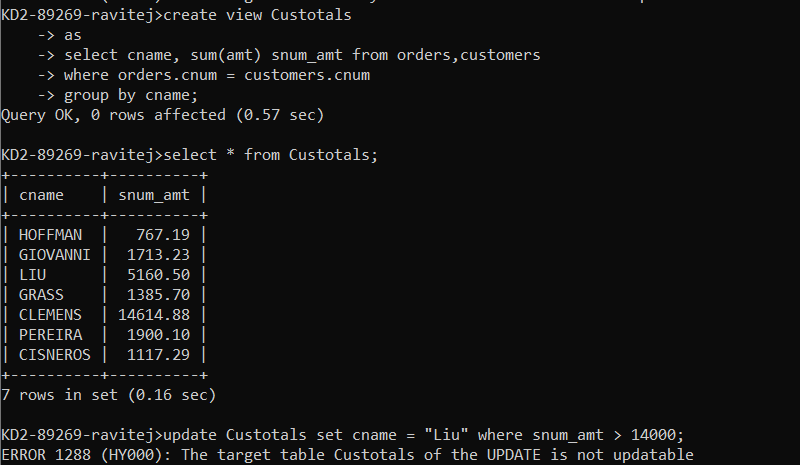 KD2-89269-ravitej>create view Custotals
    -> as
    -> select cname, sum(amt) snum_amt from orders,customers
    -> where orders.cnum = customers.cnum
    -> group by cname;
Query OK, 0 rows affected (0.57 sec)

KD2-89269-ravitej>select * from Custotals;
+----------+----------+
| cname    | snum_amt |
+----------+----------+
| HOFFMAN  |   767.19 |
| GIOVANNI |  1713.23 |
| LIU      |  5160.50 |
| GRASS    |  1385.70 |
| CLEMENS  | 14614.88 |
| PEREIRA  |  1900.10 |
| CISNEROS |  1117.29 |
+----------+----------+
7 rows in set (0.16 sec)

KD2-89269-ravitej>update Custotals set cname = "Liu" where snum_amt > 14000;
ERROR 1288 (HY000): The target table Custotals of the UPDATE is not updatable